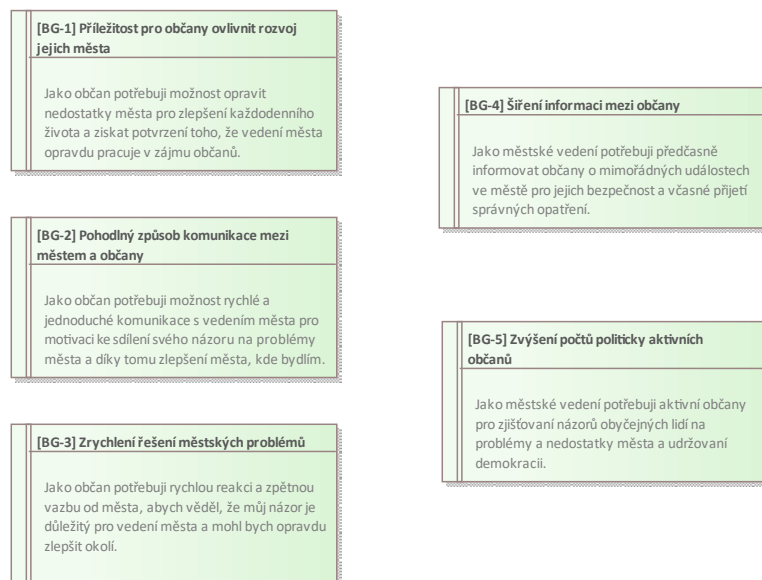 [BG-1] Příležitost pro občany ovlivnit rozvoj
jejich města
Jako občan potřebuji možnost opravit
nedostatky města pro zlepšení každodenního
života a ziskat potvrzení toho, že vedení města
opravdu pracuje v zájmu občanů.
[BG-2] Pohodlný způsob komunikace mezi
městem a občany
Jako občan potřebuji možnost rychlé a
jednoduché komunikace s vedením města pro
motivaci ke sdílení svého názoru na problémy
města a díky tomu zlepšení města, kde bydlím.
[BG-3] Zrychlení řešení městských problémů
Jako občan potřebuji rychlou reakci a zpětnou
vazbu od města, abych věděl, že můj názor je
důležitý pro vedení města a mohl bych opravdu
zlepšit okolí.
[BG-4] Šíření informaci mezi občany
Jako městské vedení potřebuji předčasně
informovat občany o mimořádných událostech
ve městě pro jejich bezpečnost a včasné přijetí
správných opatření.
[BG-5] Zvýšení počtů politicky aktivních
občanů
Jako městské vedení potřebuji aktivní občany
pro zjišťovaní názorů obyčejných lidí na
problémy a nedostatky města a udržovaní
demokracii.